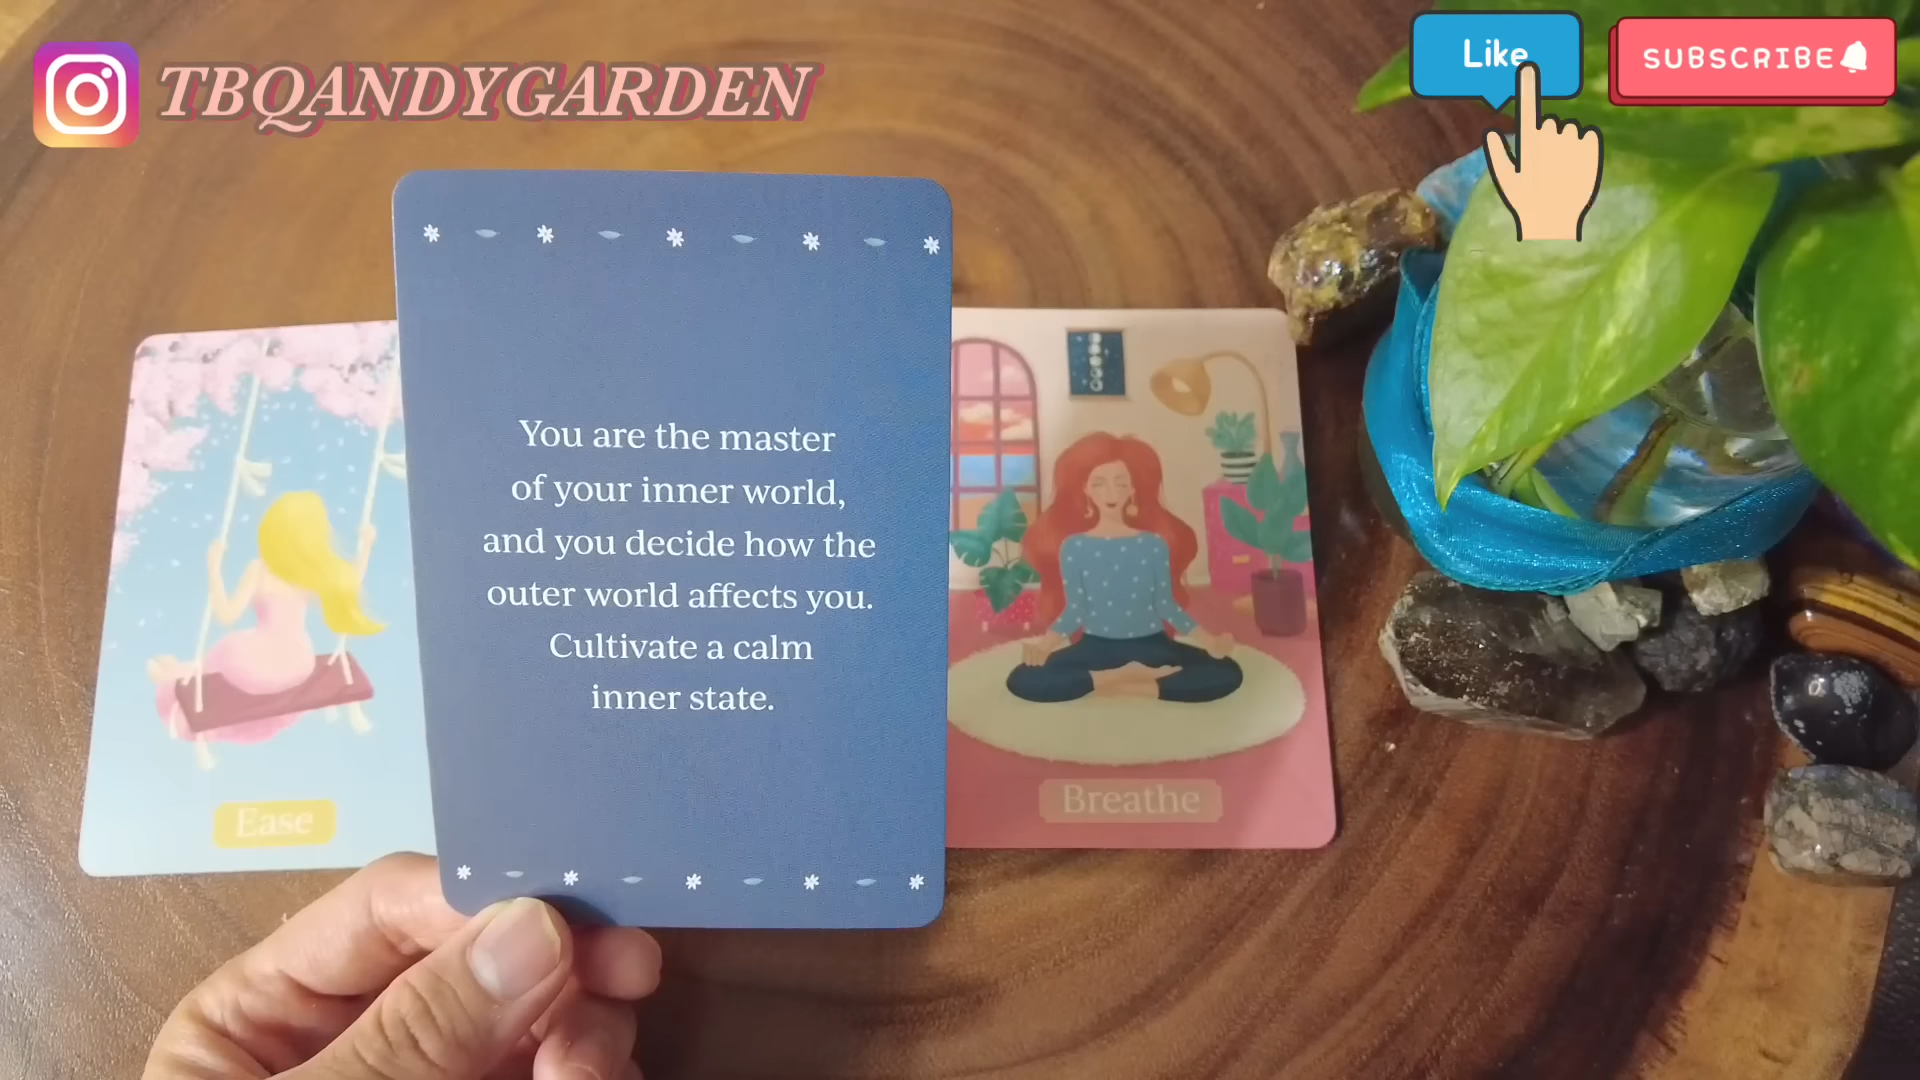 TBQANDYGARDEN
Like
SUBSCRIBE
You are the master
of your inner world,
and you decide how the
outer world affects you.
Cultivate a calm
inner state.
Ease
Breathe